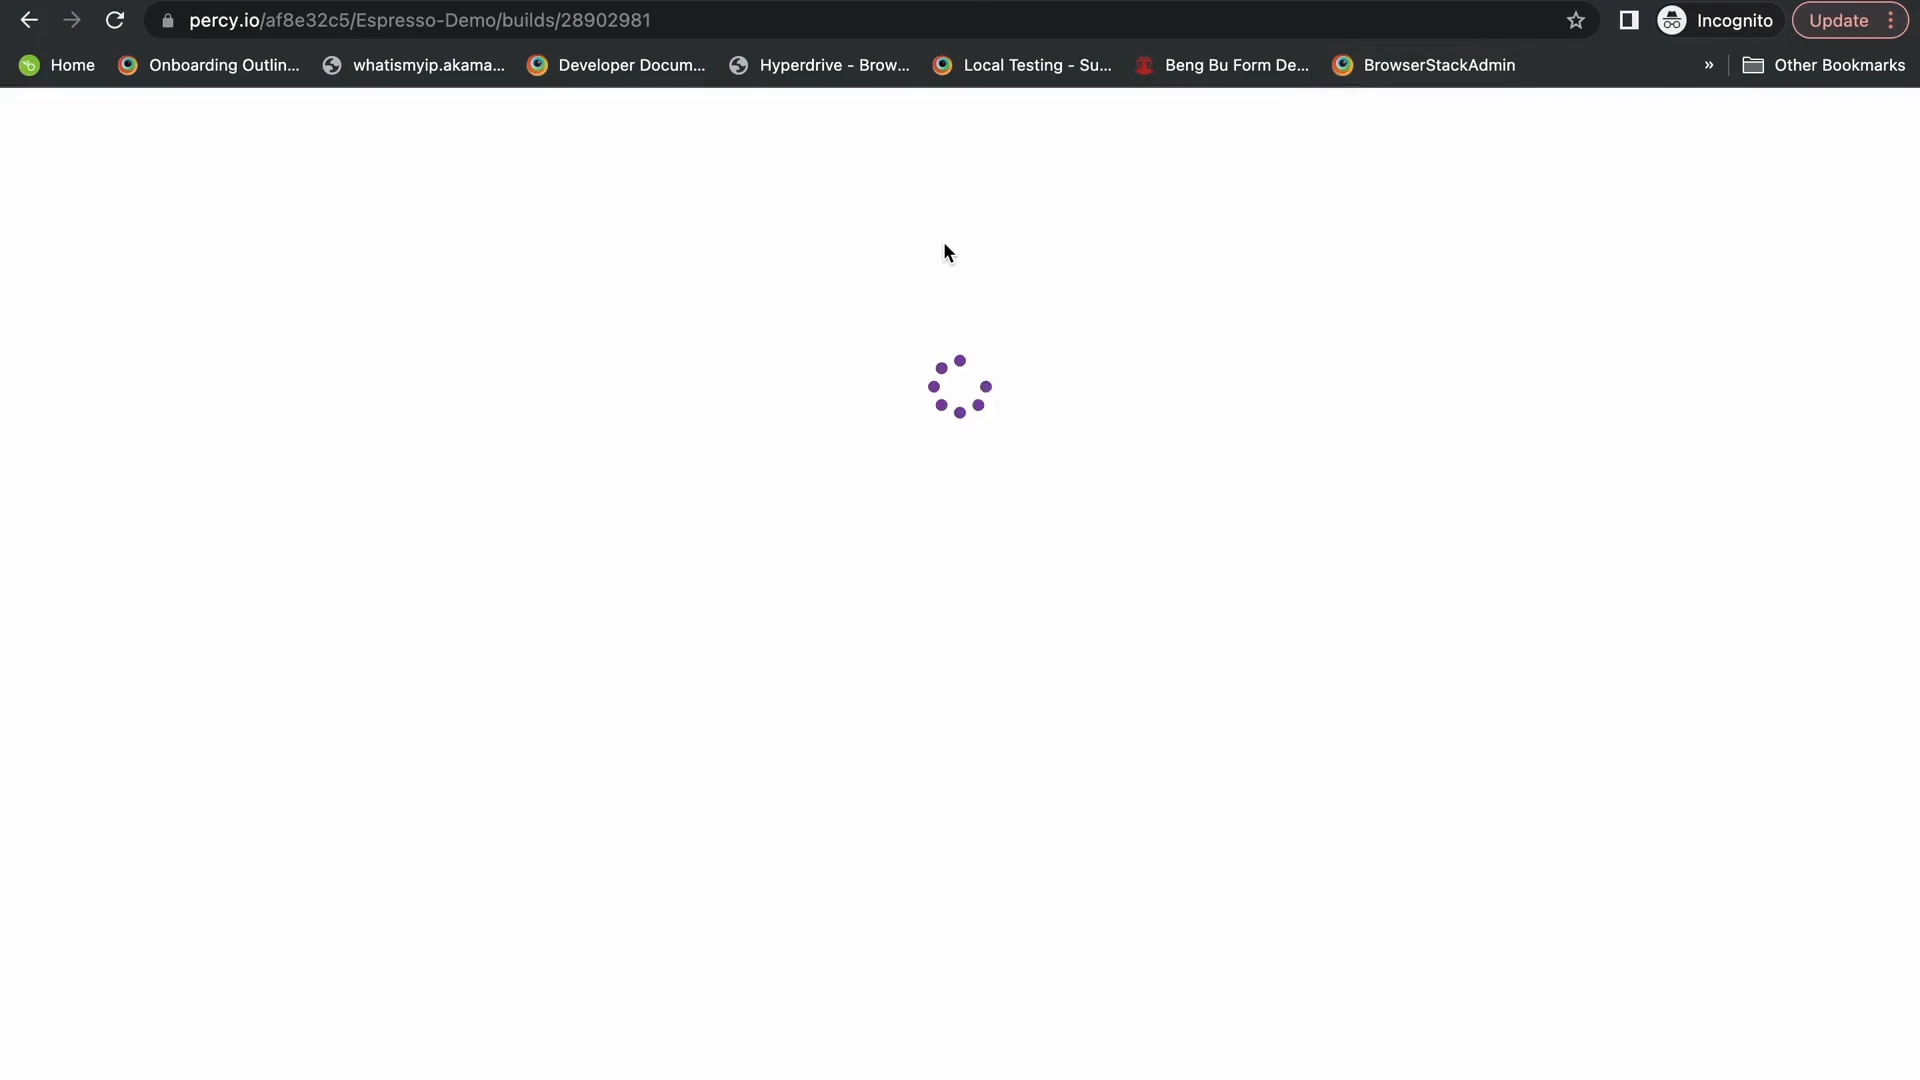 percy.io/af8e32c5/Espresso-Demo/builds/28902981
Incognito
Update
Home
Onboarding Outlin...
whatismyip.akama...
Developer Docum...
Hyperdrive - Brow...
Local Testing - Su...
Beng Bu Form De...
BrowserStackAdmin
»
Other Bookmarks